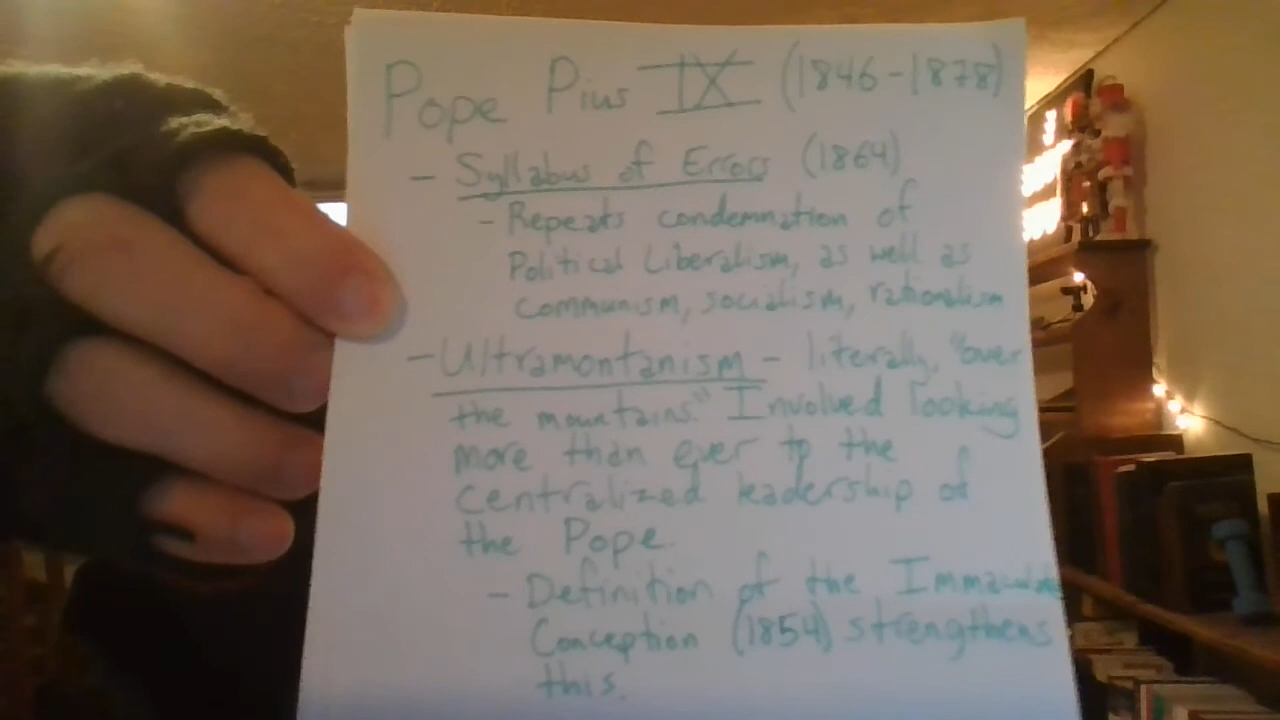 Pope Pius IX (1846-1878)
- Syllabus of Errors (1864)
- Repeats condemnation of
Political Liberalism, as well as
communism, socialism, rationalism
- Ultramontanism - literally, "over
the mountains." Involved looking
more than ever to the
centralized leadership of
the Pope.
- Definition of the Immaculate
Conception (1854) strengthens
this.